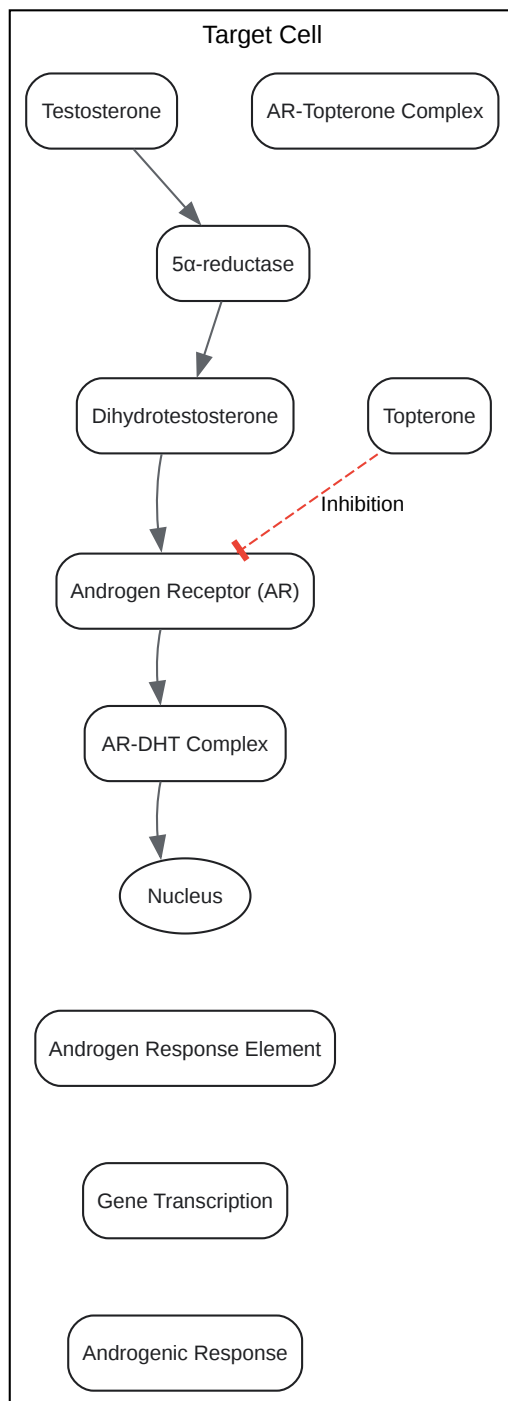 Target Cell
Testosterone
AR-Topterone Complex
5α-reductase
Dihydrotestosterone
Topterone
Inhibition
Androgen Receptor (AR)
AR-DHT Complex
Nucleus
Androgen Response Element
Gene Transcription
Androgenic Response